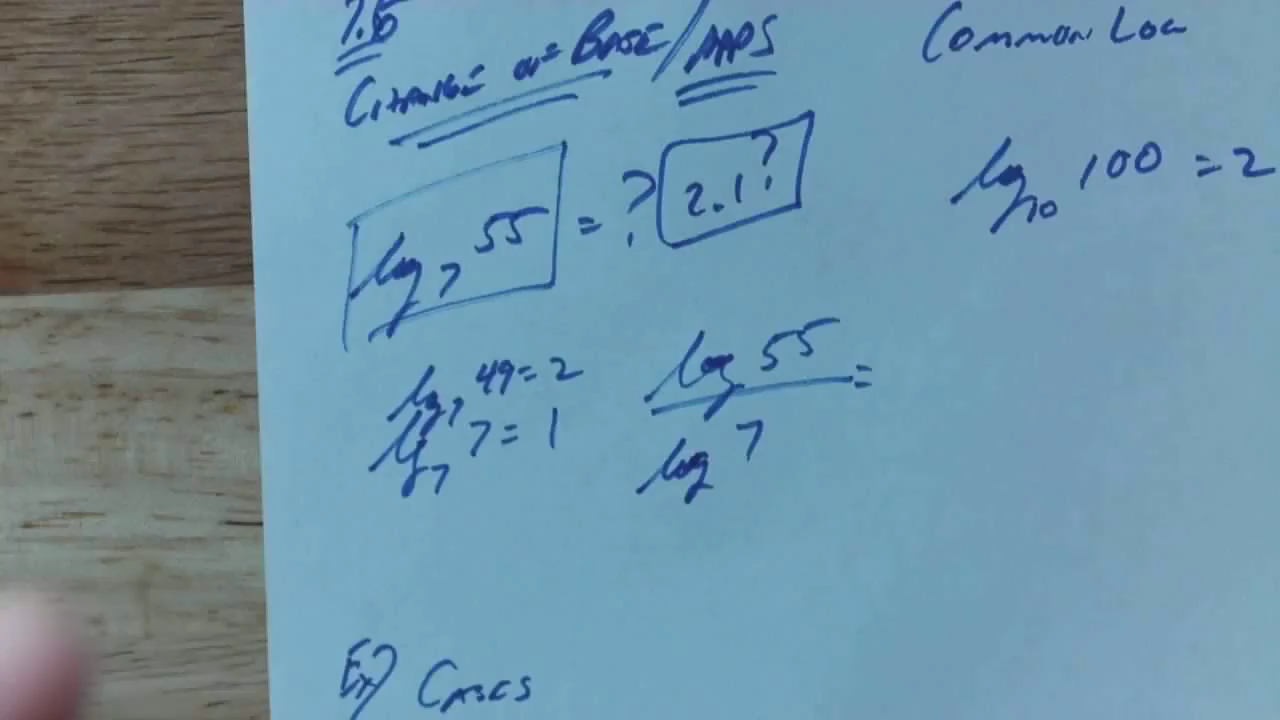 7.6
CHANGE OF BASE/APPS
COMMON LOG
log₇ 55 = ? 2.1?
log₁₀ 100 = 2
log₇ 49 = 2
log₇ 7 = 1
log 55 =
log 7
Ex) CASES